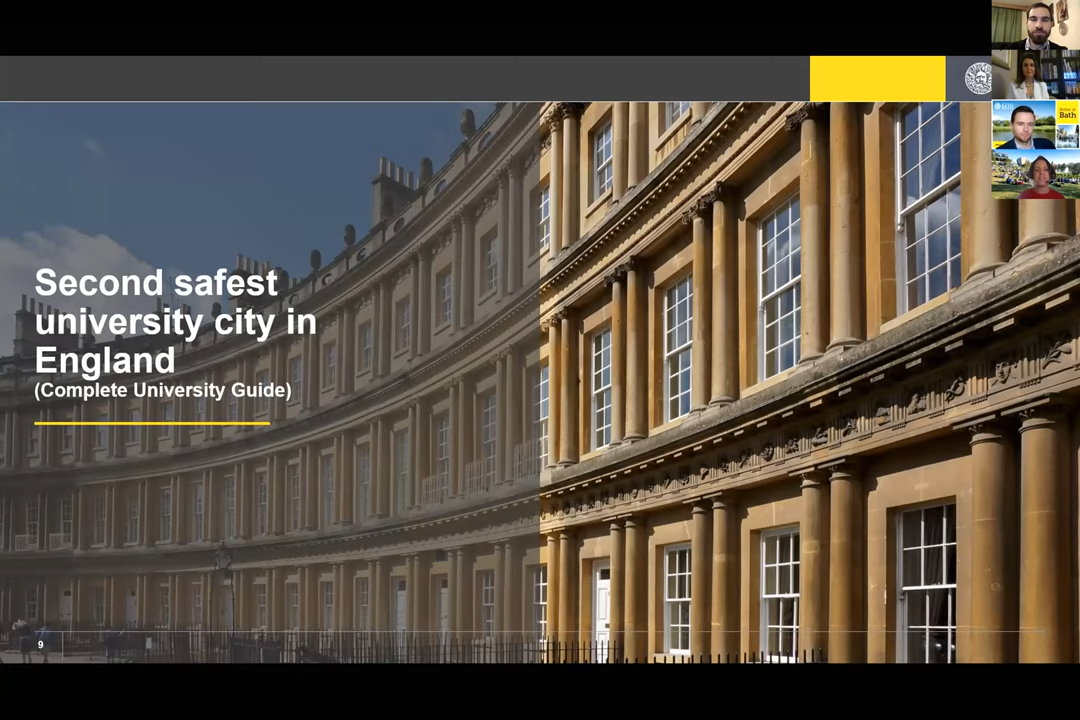 Second safest
university city in
England
(Complete University Guide)
9
Bath